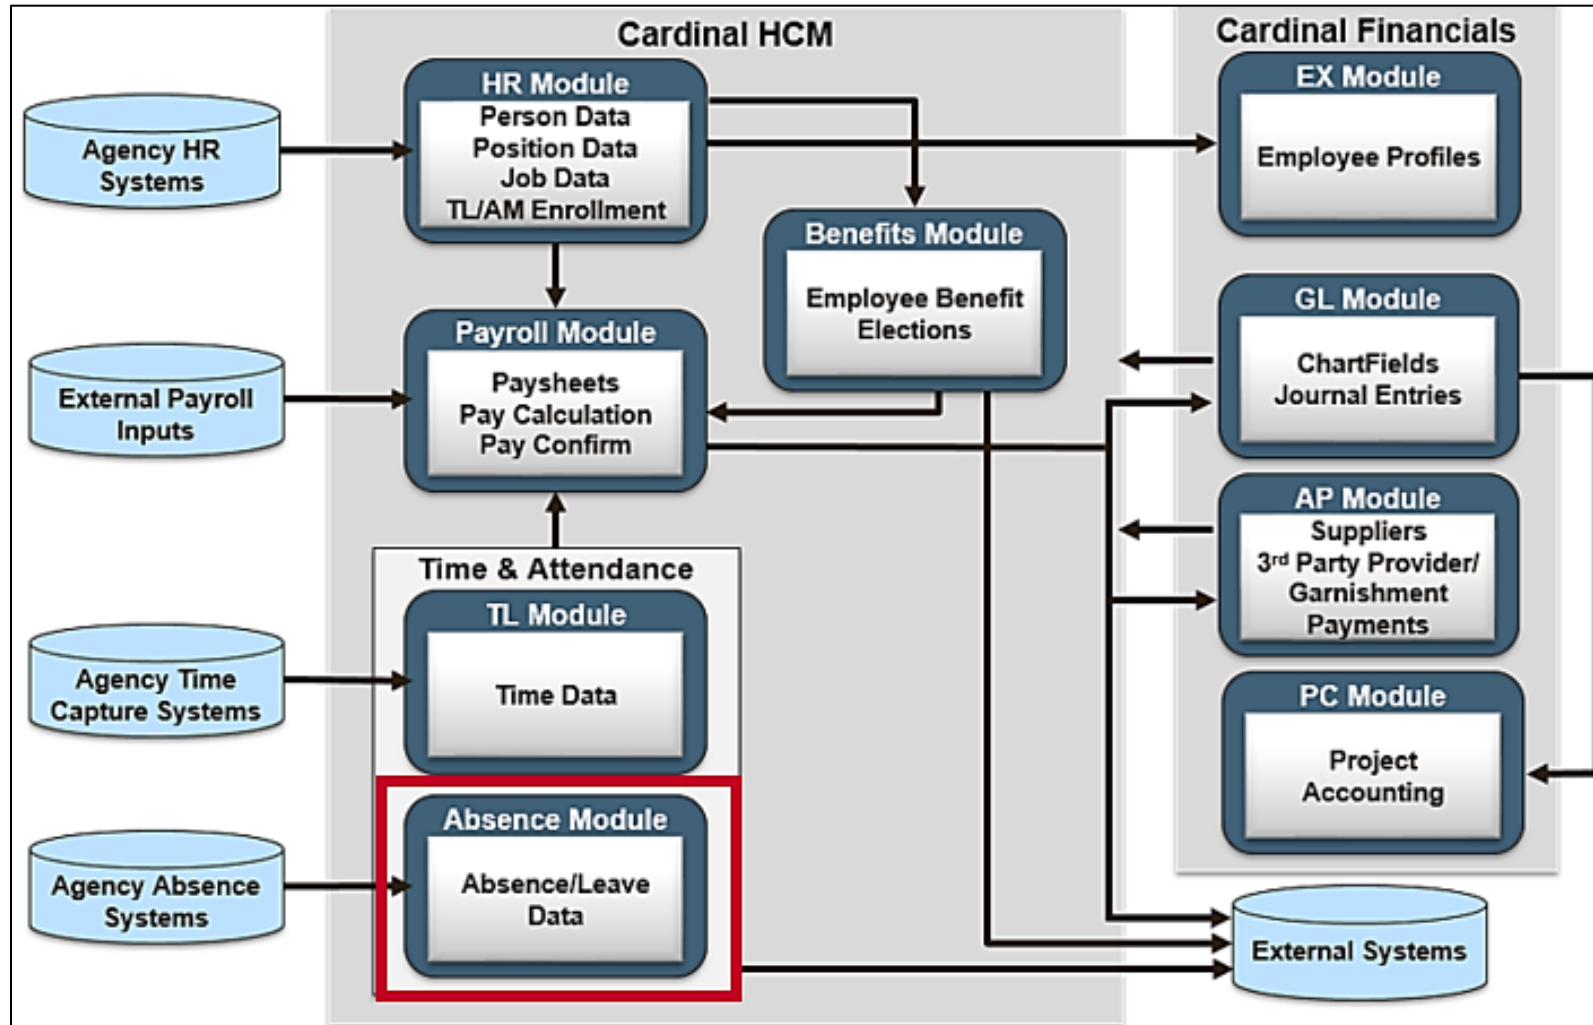 Cardinal HCM
Cardinal Financials
Agency HR
Systems
HR Module
Person Data
Position Data
Job Data
TL/AM Enrollment
EX Module
Employee Profiles
Benefits Module
Employee Benefit
Elections
External Payroll
Inputs
Payroll Module
Paysheets
Pay Calculation
Pay Confirm
GL Module
ChartFields
Journal Entries
AP Module
Suppliers
3rd Party Provider/
Garnishment
Payments
Time & Attendance
Agency Time
Capture Systems
TL Module
Time Data
PC Module
Project
Accounting
Agency Absence
Systems
Absence Module
Absence/Leave
Data
External Systems